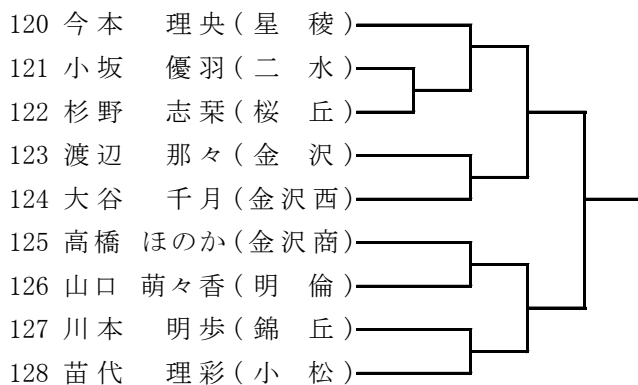 120 今本 理央(星 稜)
121 小坂 優羽(二 水)
122 杉野 志栞(桜 丘)
123 渡辺 那々(金 沢)
124 大谷 千月(金沢西)
125 高橋 ほのか(金沢商)
126 山口 萌々香(明 倫)
127 川本 明歩(錦 丘)
128 苗代 理彩(小 松)